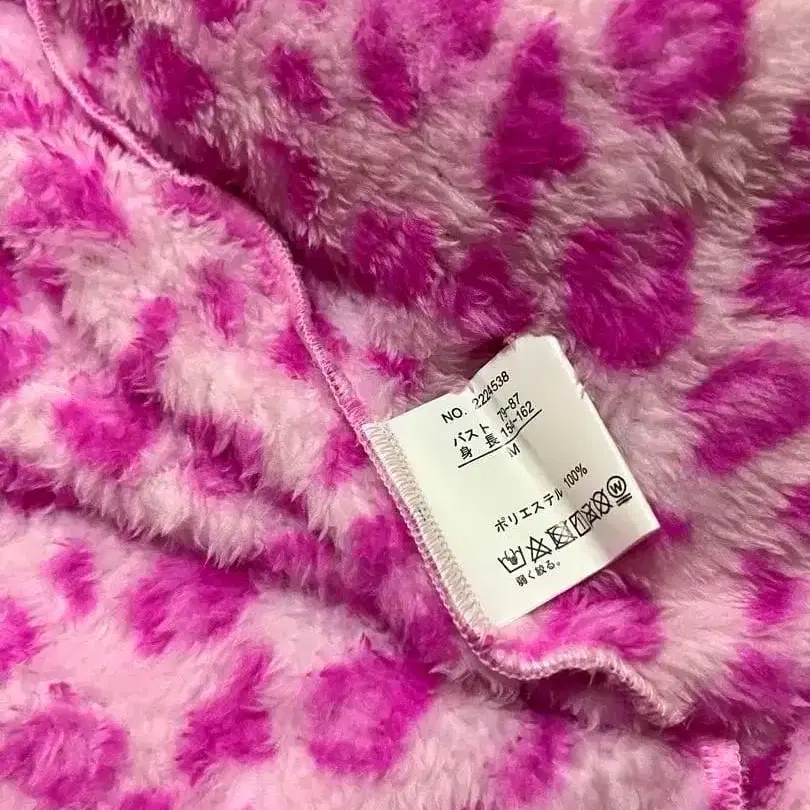 NO. 2224538
バスト 79-87
身 長 154-162
M
ポリエステル 100%
W
弱く絞る。